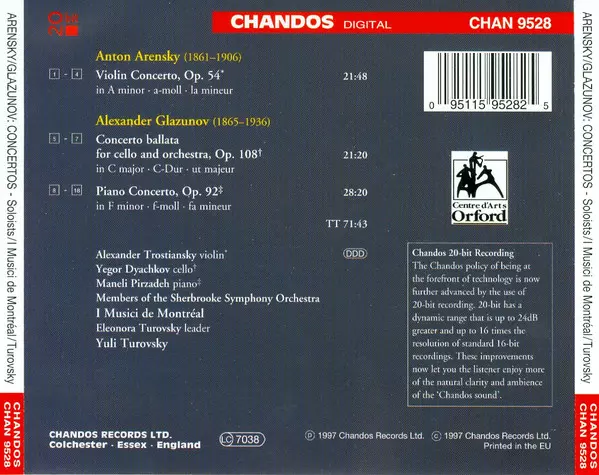 CHANDOS DIGITAL
CHAN 9528
20
Anton Arensky (1861–1906)
1 - 4 Violin Concerto, Op. 54* 21:48
in A minor · a-moll · la mineur
Alexander Glazunov (1865–1936)
5 - 7 Concerto ballata
for cello and orchestra, Op. 108† 21:20
in C major · C-Dur · ut majeur
8 - 18 Piano Concerto, Op. 92‡ 28:20
in F minor · f-moll · fa mineur
TT 71:43
Alexander Trostiansky violin*
Yegor Dyachkov cello†
Maneli Pirzadeh piano‡
Members of the Sherbrooke Symphony Orchestra
I Musici de Montréal
Eleonora Turovsky leader
Yuli Turovsky
DDD
0 95115 95282 5
Centre d'Arts
Orford
Chandos 20-bit Recording
The Chandos policy of being at
the forefront of technology is now
further advanced by the use of
20-bit recording. 20-bit has a
dynamic range that is up to 24dB
greater and up to 16 times the
resolution of standard 16-bit
recordings. These improvements
now let you the listener enjoy more
of the natural clarity and ambience
of the 'Chandos sound'.
CHANDOS RECORDS LTD.
Colchester · Essex · England
LC 7038
℗ 1997 Chandos Records Ltd.
© 1997 Chandos Records Ltd.
Printed in the EU
ARENSKY/GLAZUNOV: CONCERTOS - Soloists/I Musici de Montréal/Turovsky
CHANDOS
CHAN 9528
ARENSKY/GLAZUNOV: CONCERTOS - Soloists/I Musici de Montréal/Turovsky
CHANDOS
CHAN 9528